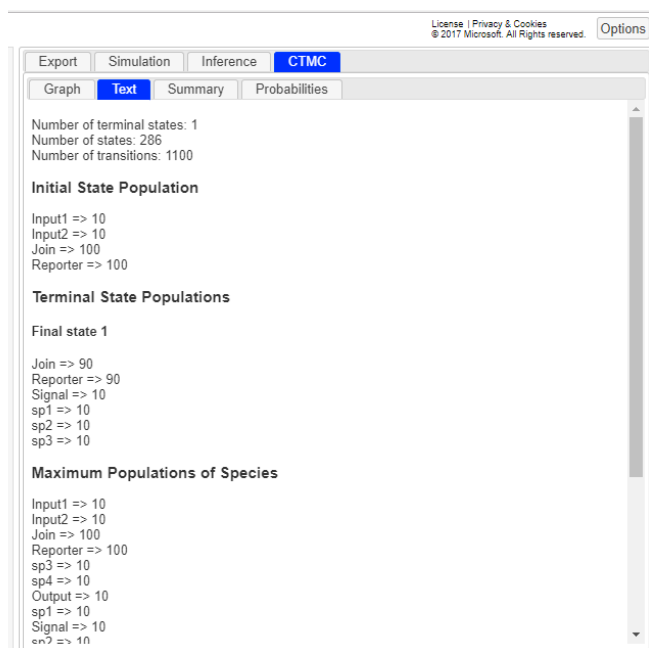 License | Privacy & Cookies
© 2017 Microsoft. All Rights reserved.
Options
Export Simulation Inference CTMC
Graph Text Summary Probabilities
Number of terminal states: 1
Number of states: 286
Number of transitions: 1100
Initial State Population
Input1 => 10
Input2 => 10
Join => 100
Reporter => 100
Terminal State Populations
Final state 1
Join => 90
Reporter => 90
Signal => 10
sp1 => 10
sp2 => 10
sp3 => 10
Maximum Populations of Species
Input1 => 10
Input2 => 10
Join => 100
Reporter => 100
sp3 => 10
sp4 => 10
Output => 10
sp1 => 10
Signal => 10
sp2 => 10